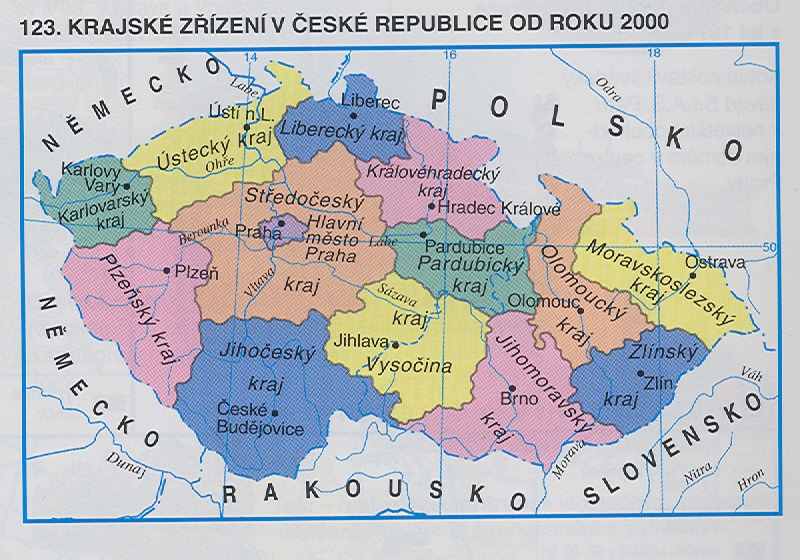 123. KRAJSKÉ ZŘÍZENÍ V ČESKÉ REPUBLICE OD ROKU 2000
14
16
18
NĚMECKO
Labe
POLSKO
Odra
Ústí n.L.
Liberec
Ústecký kraj
Liberecký kraj
Ohře
Karlovy
Vary
Karlovarský
kraj
Královéhradecký
kraj
Hradec Králové
Středočeský
Berounka
Praha
Hlavní
město
Praha
Labe
Pardubice
Pardubický
kraj
50
Moravskoslezský
kraj
Ostrava
Plzeňský kraj
Plzeň
Vltava
kraj
Sázava
kraj
Olomouc
Olomoucký
kraj
NĚMECKO
Jihočeský
kraj
Jihlava
Vysočina
Jihomoravský
kraj
Zlínský
Zlín
kraj
Brno
České
Budějovice
Váh
Dunaj
Morava
Nitra
Hron
RAKOUSKO
SLOVENSKO